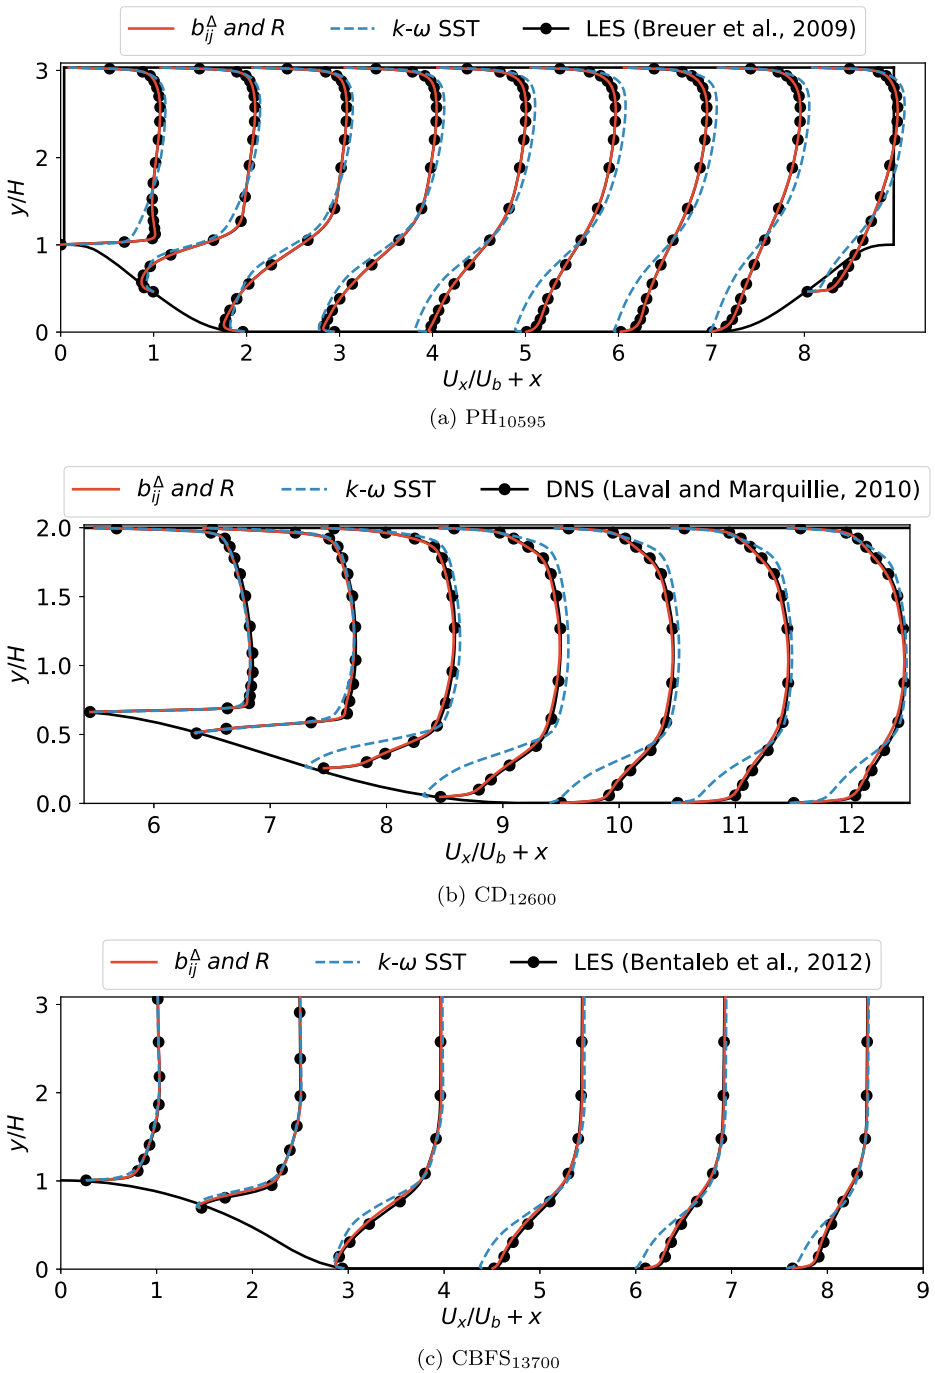 b_ij^Δ and R k-ω SST LES (Breuer et al., 2009)
3
2
1
0
y/H
0 1 2 3 4 5 6 7 8
U_x/U_b + x
(a) PH_10595
b_ij^Δ and R k-ω SST DNS (Laval and Marquillie, 2010)
2.0
1.5
1.0
0.5
0.0
y/H
6 7 8 9 10 11 12
U_x/U_b + x
(b) CD_12600
b_ij^Δ and R k-ω SST LES (Bentaleb et al., 2012)
3
2
1
0
y/H
0 1 2 3 4 5 6 7 8 9
U_x/U_b + x
(c) CBFS_13700